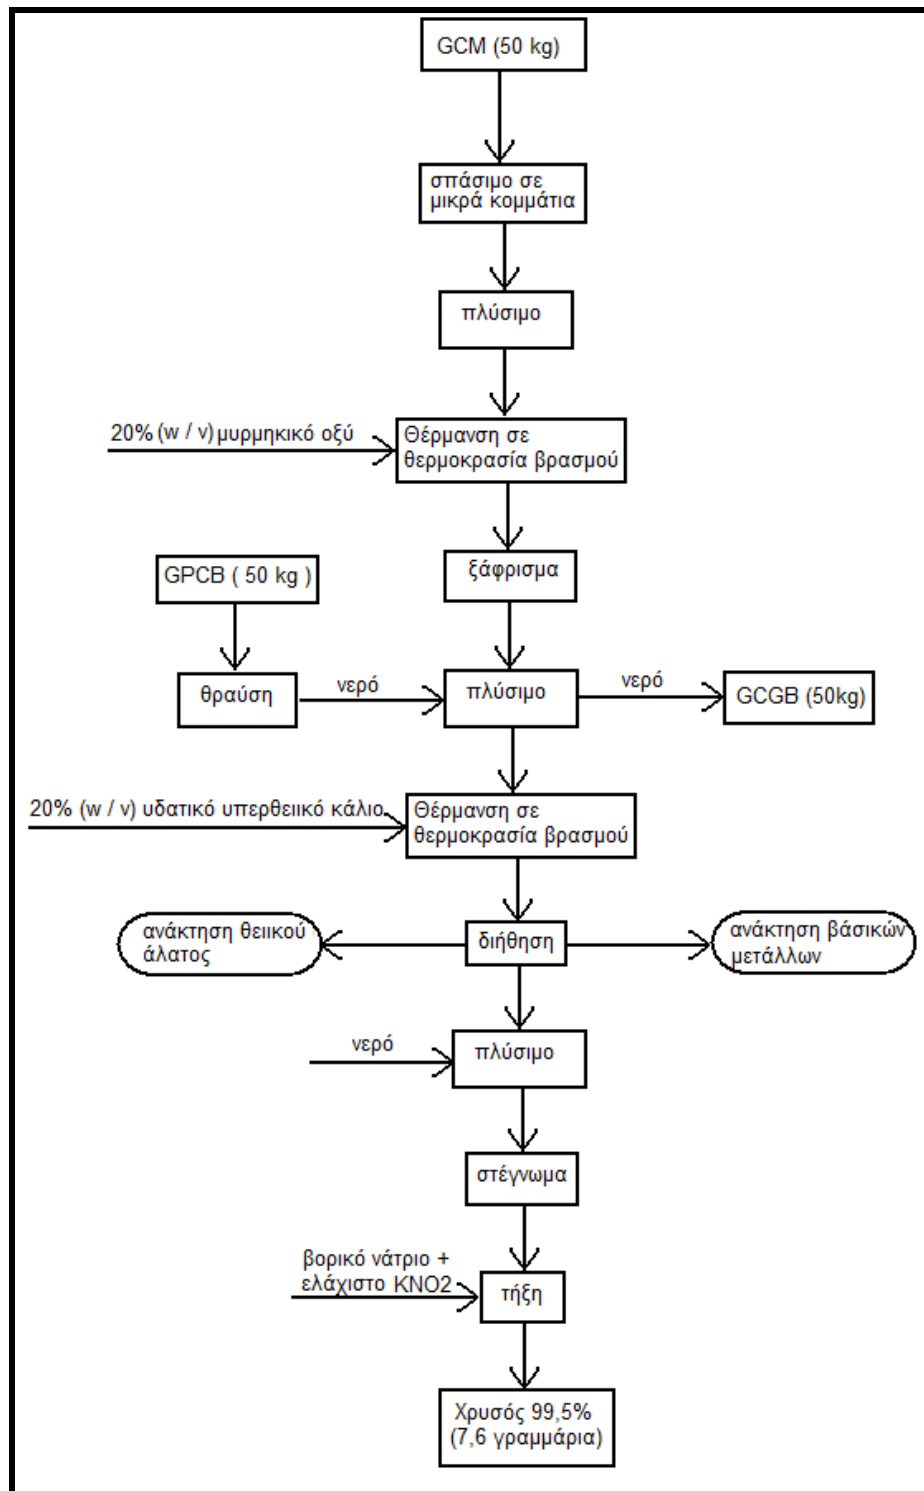 GCM (50 kg)
σπάσιμο σε
μικρά κομμάτια
πλύσιμο
20% (w / v) μυρμηκικό οξύ
Θέρμανση σε
θερμοκρασία βρασμού
ξάφρισμα
GPCB ( 50 kg )
θραύση
νερό
πλύσιμο
νερό
GCGB (50kg)
20% (w / v) υδατικό υπερθειικό κάλιο
Θέρμανση σε
θερμοκρασία βρασμού
ανάκτηση θειικού
άλατος
διήθηση
ανάκτηση βάσικών
μετάλλων
νερό
πλύσιμο
στέγνωμα
βορικό νάτριο +
ελάχιστο KNO2
τήξη
Χρυσός 99,5%
(7,6 γραμμάρια)